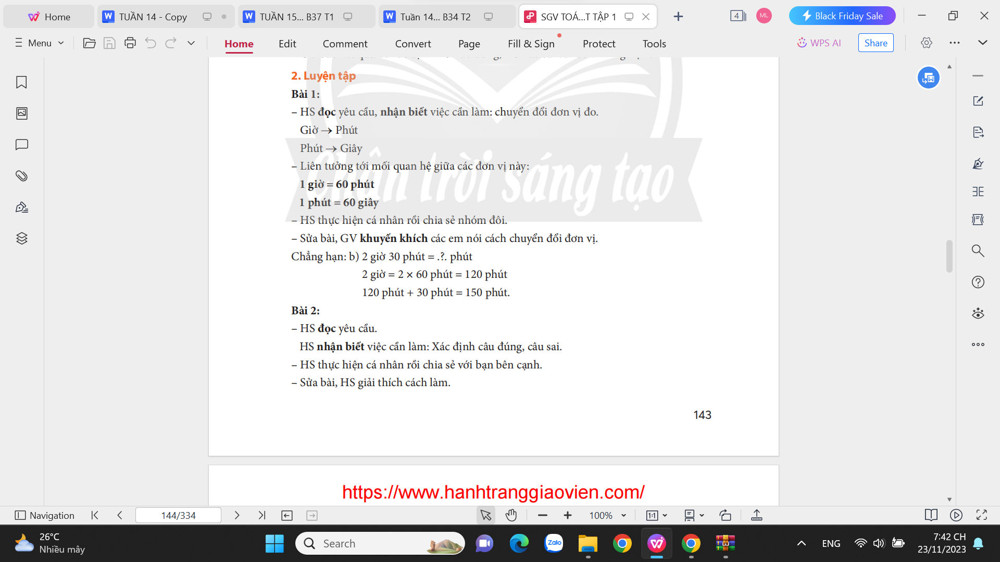 Home
TUẦN 14 - Copy
TUẦN 15... B37 T1
Tuần 14... B34 T2
SGV TOÁ...T TẬP 1
4
ML
Black Friday Sale
Menu
Home
Edit
Comment
Convert
Page
Fill & Sign
Protect
Tools
WPS AI
Share
2. Luyện tập
Bài 1:
– HS đọc yêu cầu, nhận biết việc cần làm: chuyển đổi đơn vị đo.
Giờ → Phút
Phút → Giây
– Liên tưởng tới mối quan hệ giữa các đơn vị này:
1 giờ = 60 phút
1 phút = 60 giây
Chân trời sáng tạo
– HS thực hiện cá nhân rồi chia sẻ nhóm đôi.
– Sửa bài, GV khuyến khích các em nói cách chuyển đổi đơn vị.
Chẳng hạn: b) 2 giờ 30 phút = .?. phút
2 giờ = 2 × 60 phút = 120 phút
120 phút + 30 phút = 150 phút.
Bài 2:
– HS đọc yêu cầu.
HS nhận biết việc cần làm: Xác định câu đúng, câu sai.
– HS thực hiện cá nhân rồi chia sẻ với bạn bên cạnh.
– Sửa bài, HS giải thích cách làm.
143
https://www.hanhtranggiaovien.com/
Navigation
144/334
100%
1:1
26°C
Nhiều mây
Search
Zalo
ENG
7:42 CH
23/11/2023